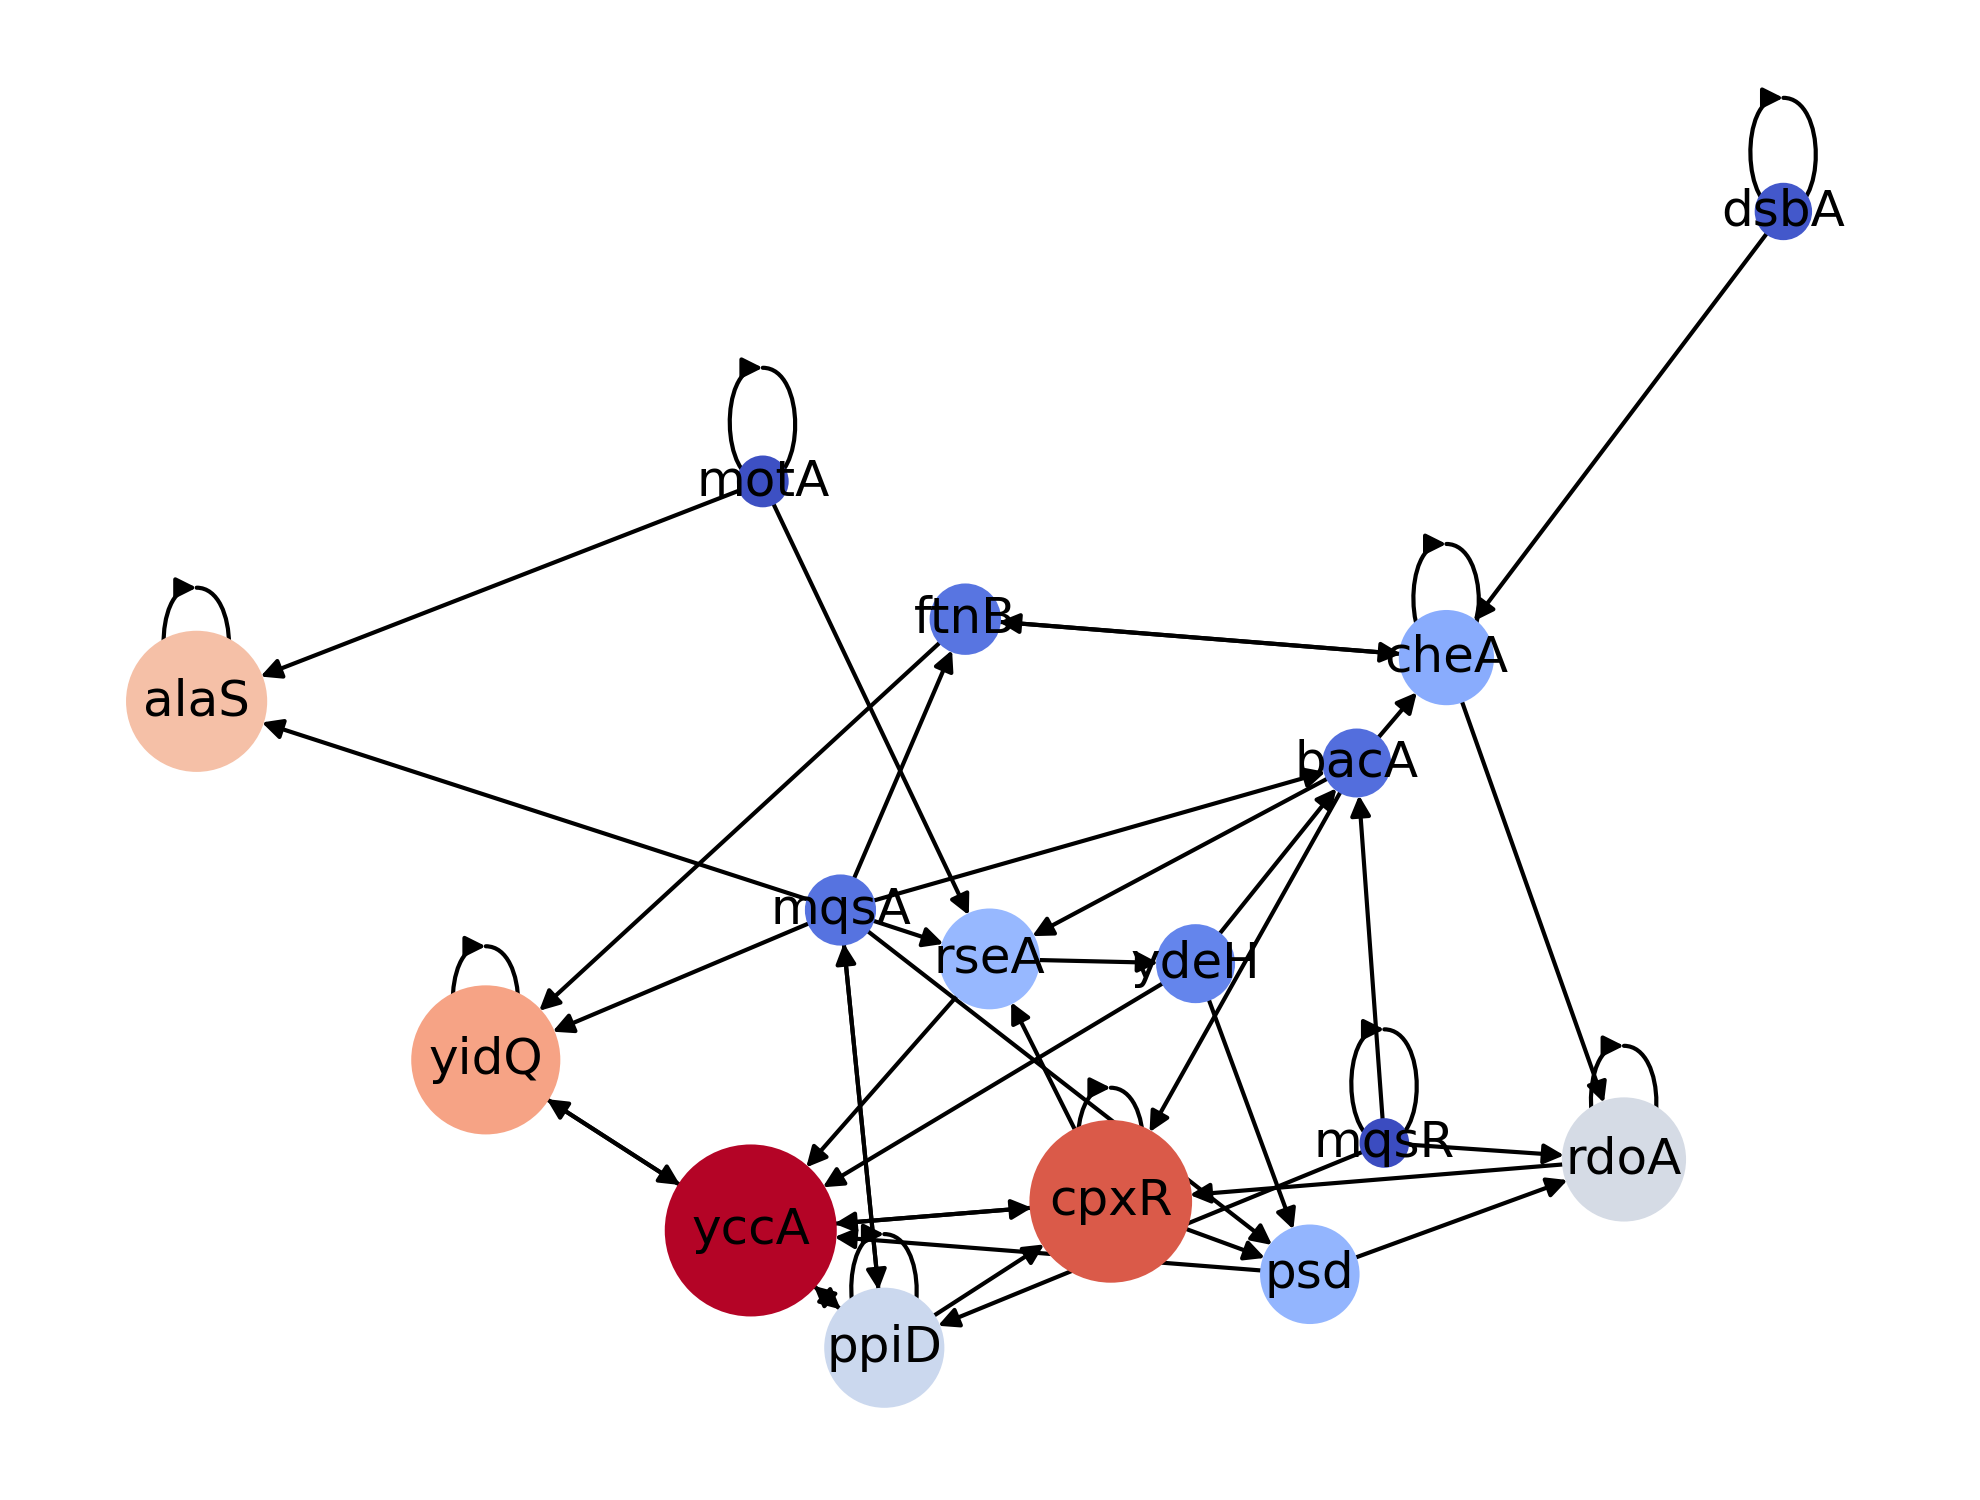 dsbA
motA
ftnB
cheA
alaS
bacA
mqsA
rseA
ydeH
yidQ
mqsR
rdoA
cpxR
yccA
psd
ppiD